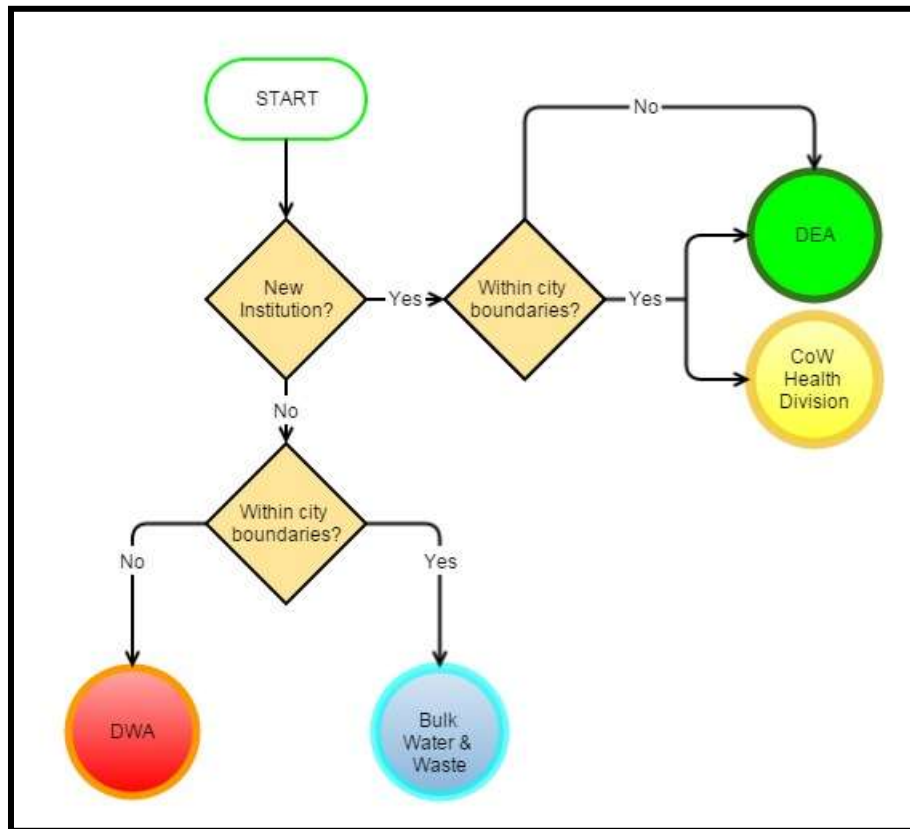 START
No
DEA
New
Institution?
Yes
Within city
boundaries?
Yes
CoW
Health
Division
No
Within city
boundaries?
No
Yes
DWA
Bulk
Water &
Waste